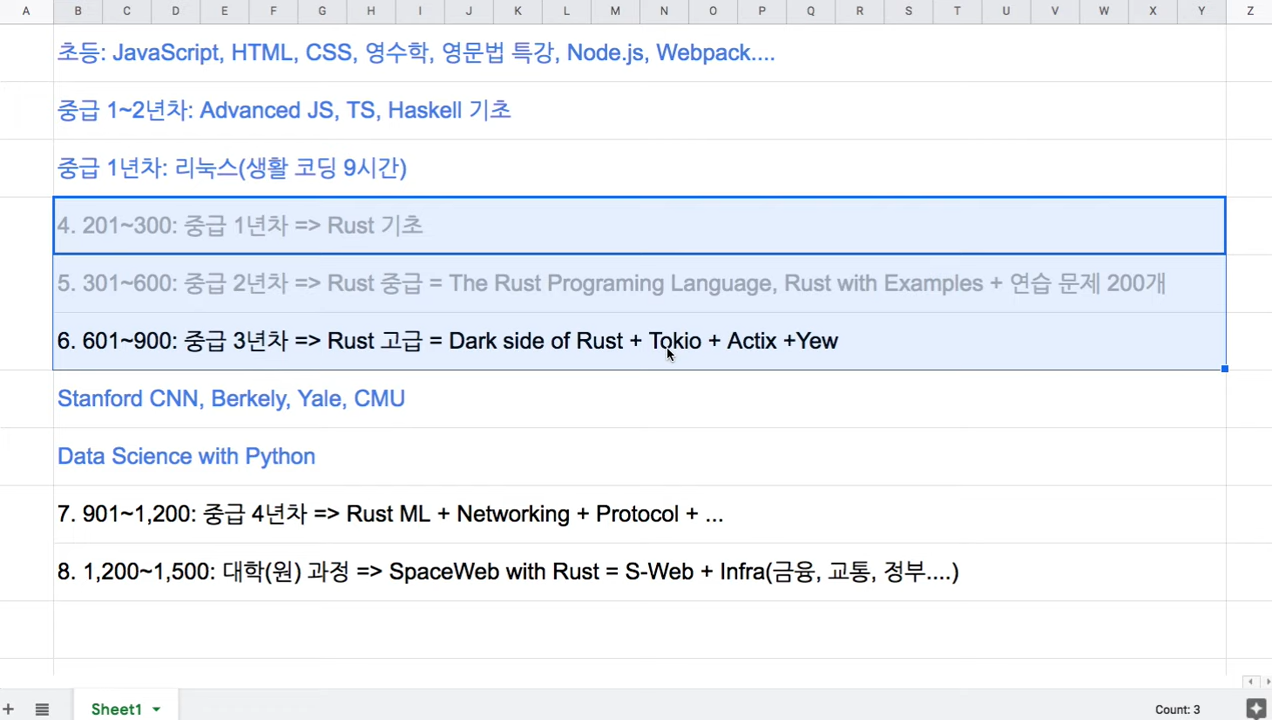 A B C D E F G H I J K L M N O P Q R S T U V W X Y Z
초등: JavaScript, HTML, CSS, 영수학, 영문법 특강, Node.js, Webpack....
중급 1~2년차: Advanced JS, TS, Haskell 기초
중급 1년차: 리눅스(생활 코딩 9시간)
4. 201~300: 중급 1년차 => Rust 기초
5. 301~600: 중급 2년차 => Rust 중급 = The Rust Programing Language, Rust with Examples + 연습 문제 200개
6. 601~900: 중급 3년차 => Rust 고급 = Dark side of Rust + Tokio + Actix +Yew
Stanford CNN, Berkely, Yale, CMU
Data Science with Python
7. 901~1,200: 중급 4년차 => Rust ML + Networking + Protocol + ...
8. 1,200~1,500: 대학(원) 과정 => SpaceWeb with Rust = S-Web + Infra(금융, 교통, 정부....)
Sheet1
Count: 3